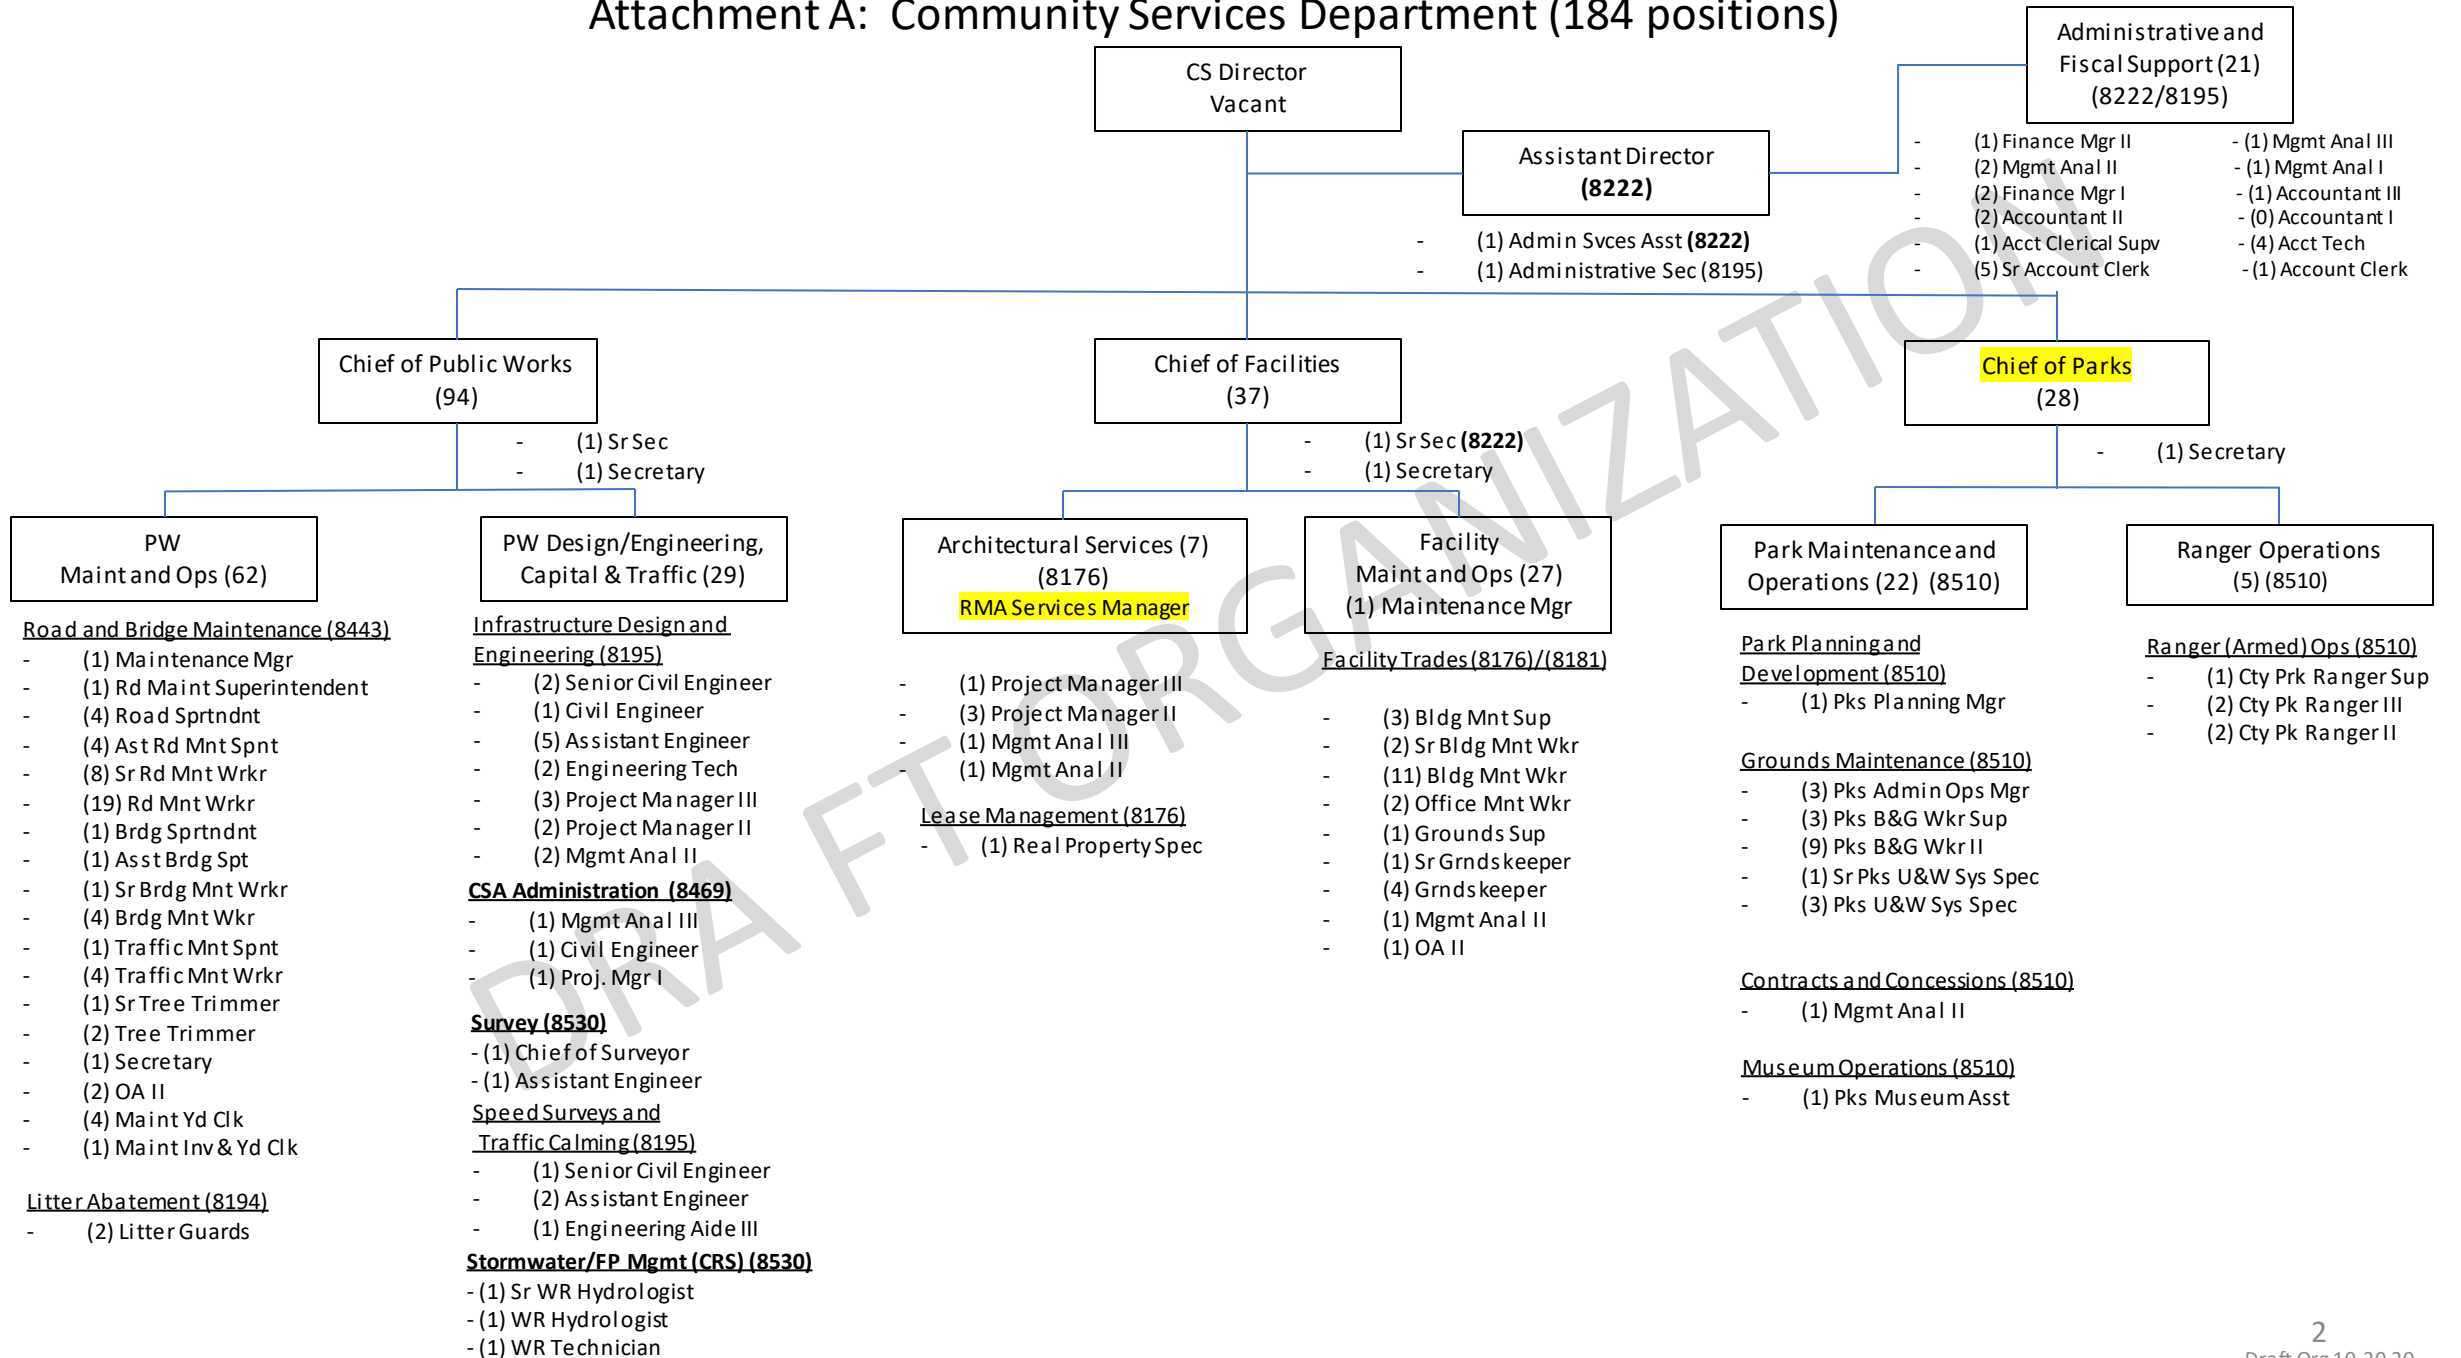 Attachment A: Community Services Department (184 positions)
CS Director
Vacant
Administrative and
Fiscal Support (21)
(8222/8195)
- (1) Finance Mgr II - (1) Mgmt Anal III
- (2) Mgmt Anal II - (1) Mgmt Anal I
- (2) Finance Mgr I - (1) Accountant III
- (2) Accountant II - (0) Accountant I
- (1) Acct Clerical Supv - (4) Acct Tech
- (5) Sr Account Clerk - (1) Account Clerk
Assistant Director
(8222)
- (1) Admin Svces Asst (8222)
- (1) Administrative Sec (8195)
Chief of Public Works
(94)
- (1) Sr Sec
- (1) Secretary
Chief of Facilities
(37)
- (1) Sr Sec (8222)
- (1) Secretary
Chief of Parks
(28)
- (1) Secretary
PW
Maint and Ops (62)
Road and Bridge Maintenance (8443)
- (1) Maintenance Mgr
- (1) Rd Maint Superintendent
- (4) Road Sprtndnt
- (4) Ast Rd Mnt Spnt
- (8) Sr Rd Mnt Wrkr
- (19) Rd Mnt Wrkr
- (1) Brdg Sprtndnt
- (1) Asst Brdg Spt
- (1) Sr Brdg Mnt Wrkr
- (4) Brdg Mnt Wkr
- (1) Traffic Mnt Spnt
- (4) Traffic Mnt Wrkr
- (1) Sr Tree Trimmer
- (2) Tree Trimmer
- (1) Secretary
- (2) OA II
- (4) Maint Yd Clk
- (1) Maint Inv & Yd Clk
Litter Abatement (8194)
- (2) Litter Guards
PW Design/Engineering,
Capital & Traffic (29)
Infrastructure Design and
Engineering (8195)
- (2) Senior Civil Engineer
- (1) Civil Engineer
- (5) Assistant Engineer
- (2) Engineering Tech
- (3) Project Manager III
- (2) Project Manager II
- (2) Mgmt Anal II
CSA Administration (8469)
- (1) Mgmt Anal III
- (1) Civil Engineer
- (1) Proj. Mgr I
Survey (8530)
- (1) Chief of Surveyor
- (1) Assistant Engineer
Speed Surveys and
Traffic Calming (8195)
- (1) Senior Civil Engineer
- (2) Assistant Engineer
- (1) Engineering Aide III
Stormwater/FP Mgmt (CRS) (8530)
- (1) Sr WR Hydrologist
- (1) WR Hydrologist
- (1) WR Technician
Architectural Services (7)
(8176)
RMA Services Manager
- (1) Project Manager III
- (3) Project Manager II
- (1) Mgmt Anal III
- (1) Mgmt Anal II
Lease Management (8176)
- (1) Real Property Spec
Facility
Maint and Ops (27)
(1) Maintenance Mgr
Facility Trades (8176)/(8181)
- (3) Bldg Mnt Sup
- (2) Sr Bldg Mnt Wkr
- (11) Bldg Mnt Wkr
- (2) Office Mnt Wkr
- (1) Grounds Sup
- (1) Sr Grndskeeper
- (4) Grndskeeper
- (1) Mgmt Anal II
- (1) OA II
Park Maintenance and
Operations (22) (8510)
Park Planning and
Development (8510)
- (1) Pks Planning Mgr
Grounds Maintenance (8510)
- (3) Pks Admin Ops Mgr
- (3) Pks B&G Wkr Sup
- (9) Pks B&G Wkr II
- (1) Sr Pks U&W Sys Spec
- (3) Pks U&W Sys Spec
Contracts and Concessions (8510)
- (1) Mgmt Anal II
Museum Operations (8510)
- (1) Pks Museum Asst
Ranger Operations
(5) (8510)
Ranger (Armed) Ops (8510)
- (1) Cty Prk Ranger Sup
- (2) Cty Pk Ranger III
- (2) Cty Pk Ranger II
DRAFT ORGANIZATION
2
Draft Org 10-20-20